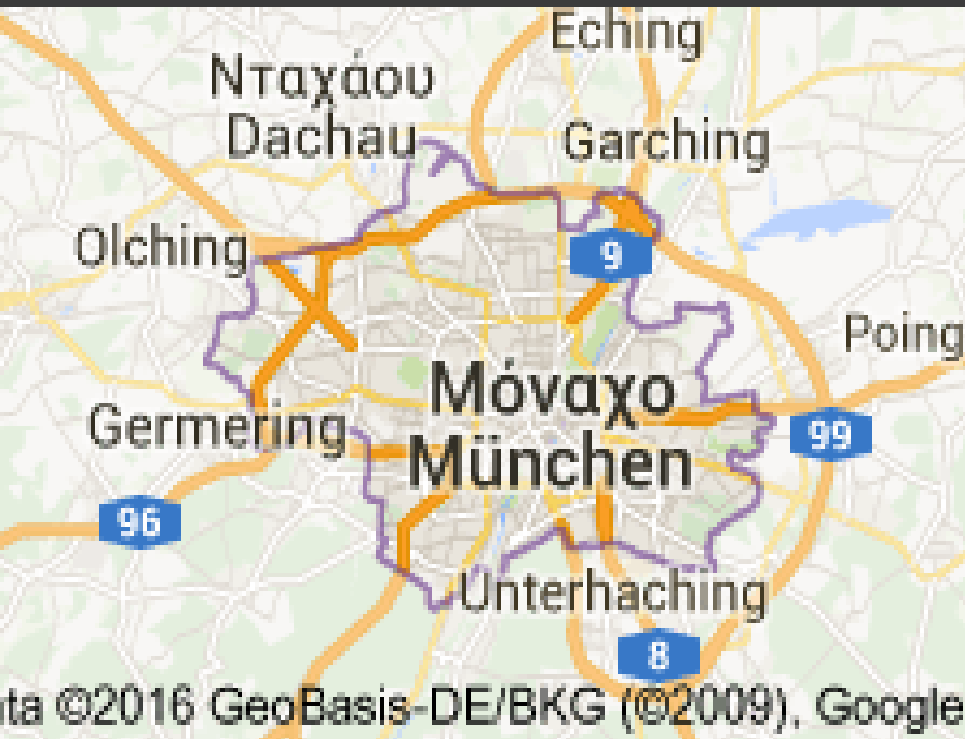 Eching
Νταχάου
Dachau
Garching
Olching
9
Poing
Μόναχο
München
Germering
99
96
Unterhaching
8
ta ©2016 GeoBasis-DE/BKG (©2009), Google